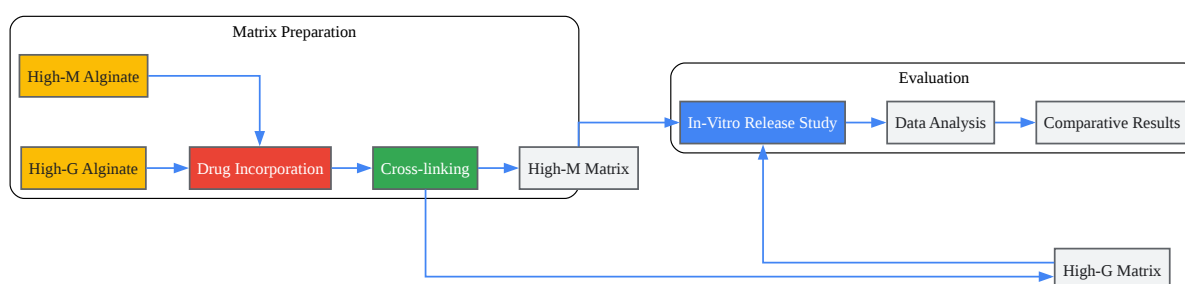 Matrix Preparation
High-M Alginate
High-G Alginate
Drug Incorporation
Cross-linking
High-M Matrix
Evaluation
In-Vitro Release Study
Data Analysis
Comparative Results
High-G Matrix